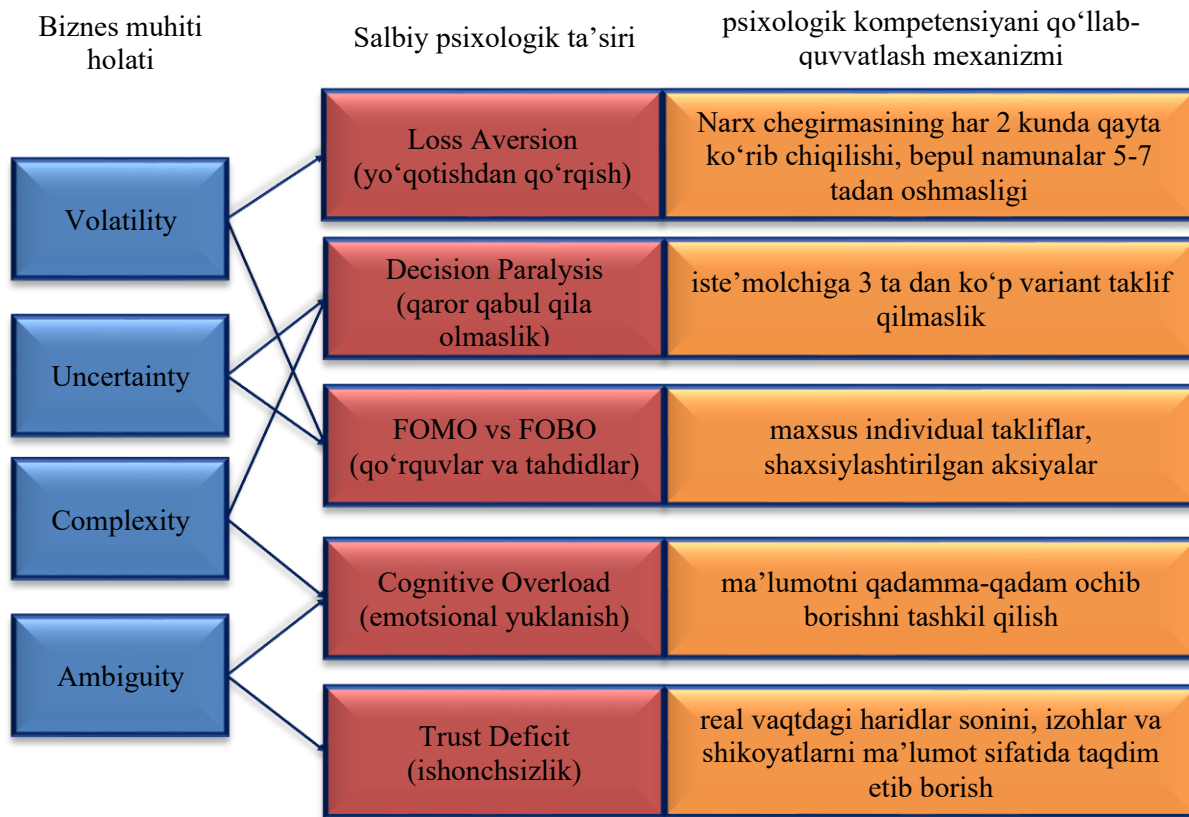 Biznes muhiti
holati
Salbiy psixologik ta’siri
psixologik kompetensiyani qo‘llab-
quvvatlash mexanizmi
Volatility
Uncertainty
Complexity
Ambiguity
Loss Aversion
(yo‘qotishdan qo‘rqish)
Narx chegirmasining har 2 kunda qayta
ko‘rib chiqilishi, bepul namunalar 5-7
tadan oshmasligi
Decision Paralysis
(qaror qabul qila
olmaslik)
iste’molchiga 3 ta dan ko‘p variant taklif
qilmaslik
FOMO vs FOBO
(qo‘rquvlar va tahdidlar)
maxsus individual takliflar,
shaxsiylashtirilgan aksiyalar
Cognitive Overload
(emotsional yuklanish)
ma’lumotni qadamma-qadam ochib
borishni tashkil qilish
Trust Deficit
(ishonchsizlik)
real vaqtdagi haridlar sonini, izohlar va
shikoyatlarni ma’lumot sifatida taqdim
etib borish